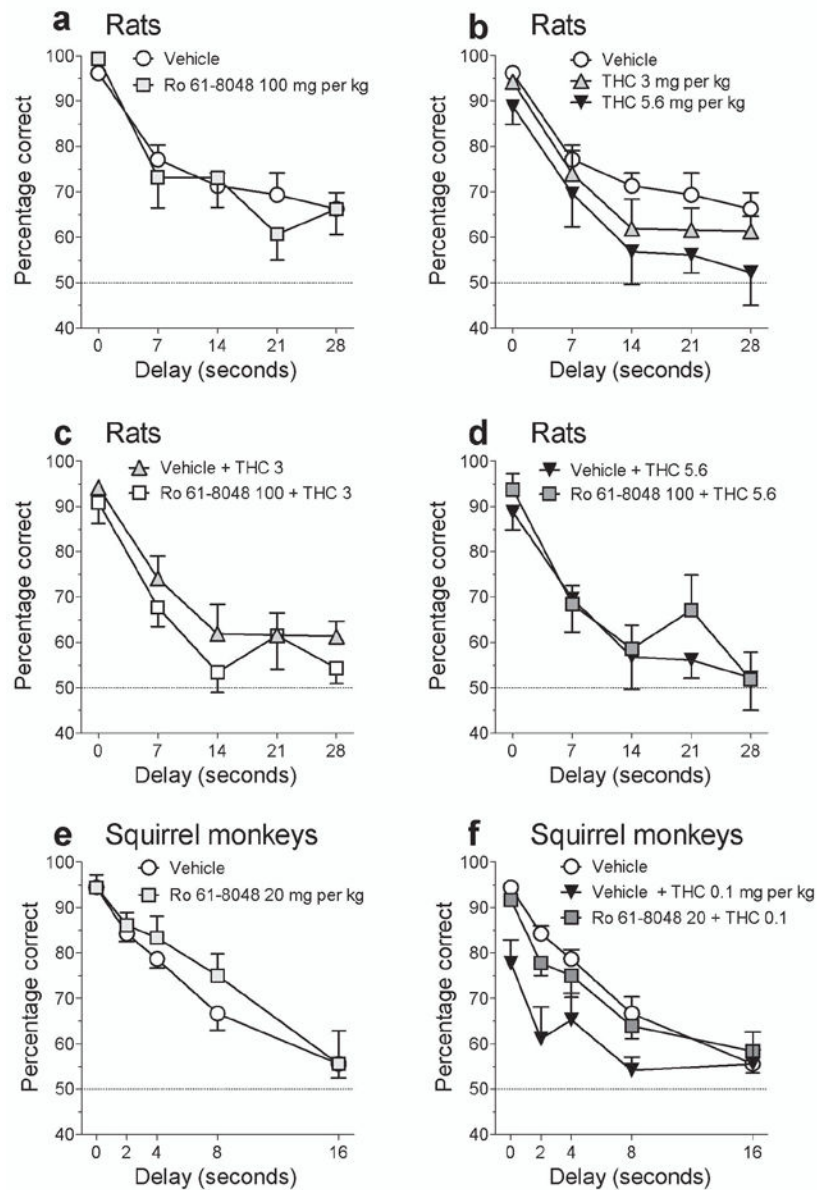 a Rats
Vehicle
Ro 61-8048 100 mg per kg
Percentage correct
100
90
80
70
60
50
40
0 7 14 21 28
Delay (seconds)
b Rats
Vehicle
THC 3 mg per kg
THC 5.6 mg per kg
Percentage correct
100
90
80
70
60
50
40
0 7 14 21 28
Delay (seconds)
c Rats
Vehicle + THC 3
Ro 61-8048 100 + THC 3
Percentage correct
100
90
80
70
60
50
40
0 7 14 21 28
Delay (seconds)
d Rats
Vehicle + THC 5.6
Ro 61-8048 100 + THC 5.6
Percentage correct
100
90
80
70
60
50
40
0 7 14 21 28
Delay (seconds)
e Squirrel monkeys
Vehicle
Ro 61-8048 20 mg per kg
Percentage correct
100
90
80
70
60
50
40
0 2 4 8 16
Delay (seconds)
f Squirrel monkeys
Vehicle
Vehicle + THC 0.1 mg per kg
Ro 61-8048 20 + THC 0.1
Percentage correct
100
90
80
70
60
50
40
0 2 4 8 16
Delay (seconds)